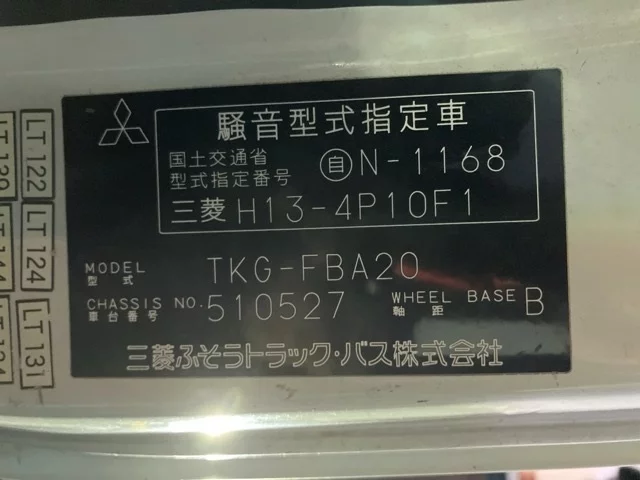 騒音型式指定車
国土交通省
型式指定番号 自N-1168
三菱 H13-4P10F1
MODEL
型式 TKG-FBA20
CHASSIS NO.
車台番号 510527 WHEEL BASE
軸距 B
三菱ふそうトラック・バス株式会社
LT 122
LT 124
LT 131